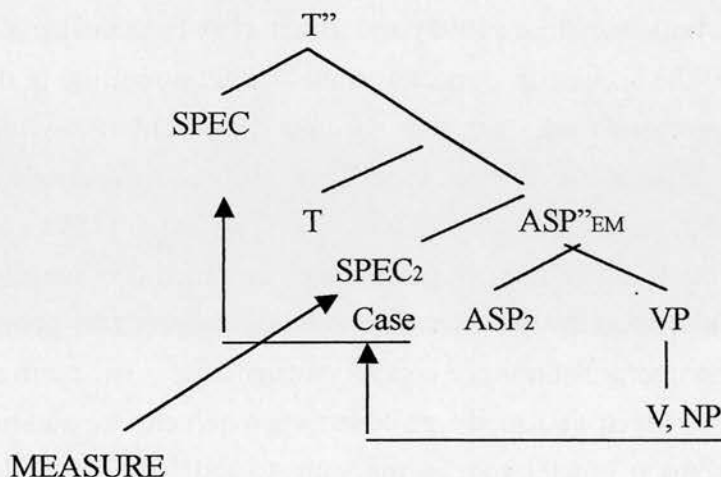 T”
SPEC
T ASP”EM
SPEC2
Case ASP2 VP
V, NP
MEASURE